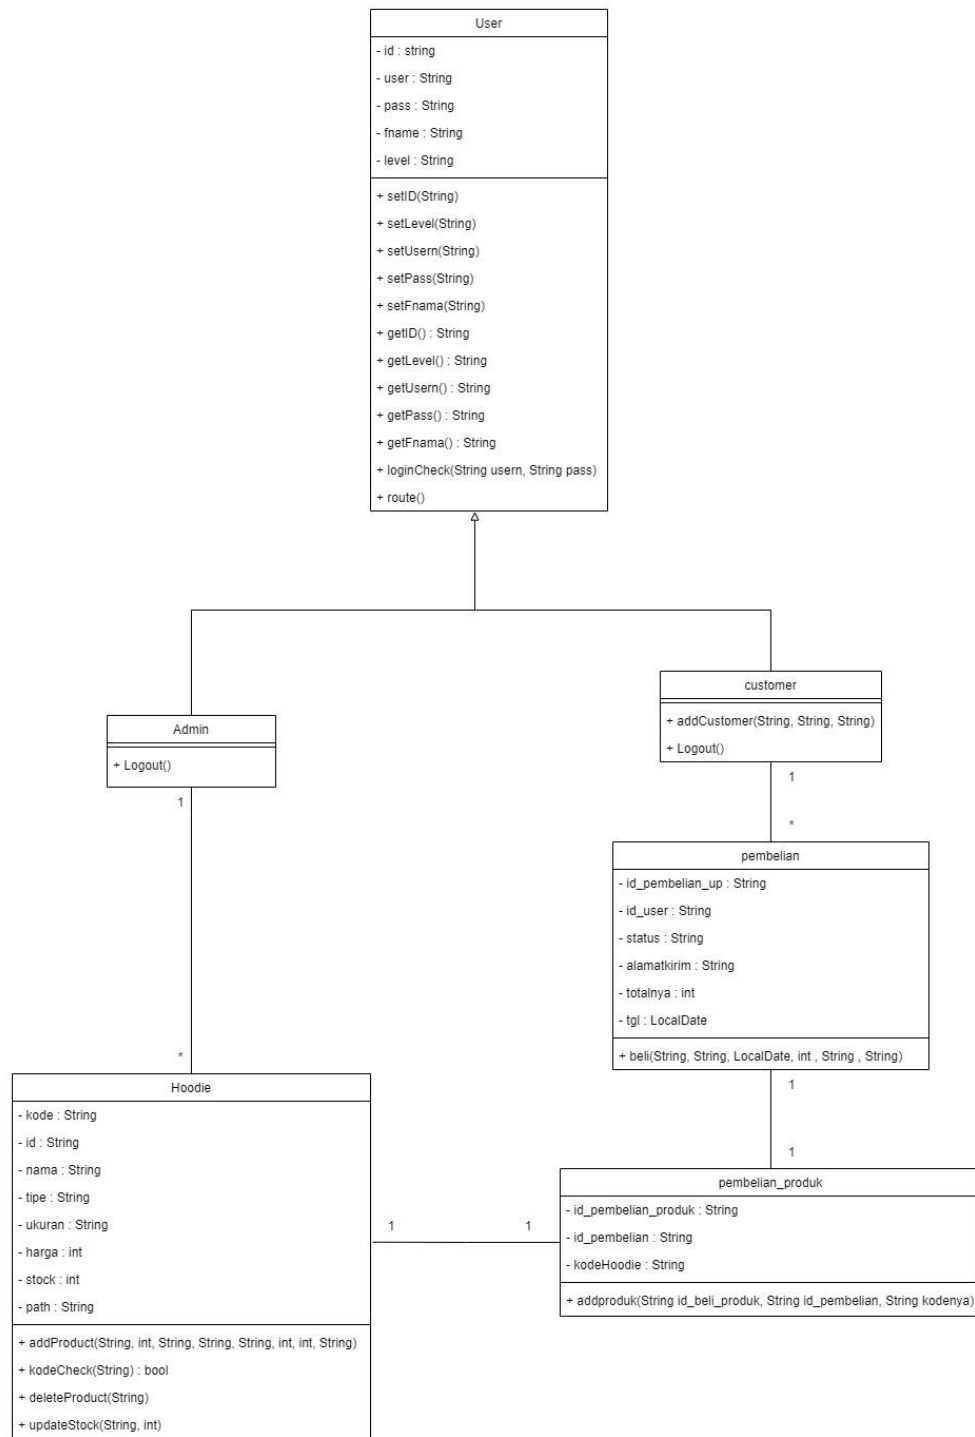 User
- id : string
- user : String
- pass : String
- fname : String
- level : String
+ setID(String)
+ setLevel(String)
+ setUsern(String)
+ setPass(String)
+ setFnama(String)
+ getID() : String
+ getLevel() : String
+ getUsern() : String
+ getPass() : String
+ getFnama() : String
+ loginCheck(String usern, String pass)
+ route()
Admin
+ Logout()
1
*
customer
+ addCustomer(String, String, String)
+ Logout()
1
*
pembelian
- id_pembelian_up : String
- id_user : String
- status : String
- alamatkirim : String
- totalnya : int
- tgl : LocalDate
+ beli(String, String, LocalDate, int , String , String)
1
1
Hoodie
- kode : String
- id : String
- nama : String
- tipe : String
- ukuran : String
- harga : int
- stock : int
- path : String
+ addProduct(String, int, String, String, String, int, int, String)
+ kodeCheck(String) : bool
+ deleteProduct(String)
+ updateStock(String, int)
1
1
pembelian_produk
- id_pembelian_produk : String
- id_pembelian : String
- kodeHoodie : String
+ addproduk(String id_beli_produk, String id_pembelian, String kodenya)